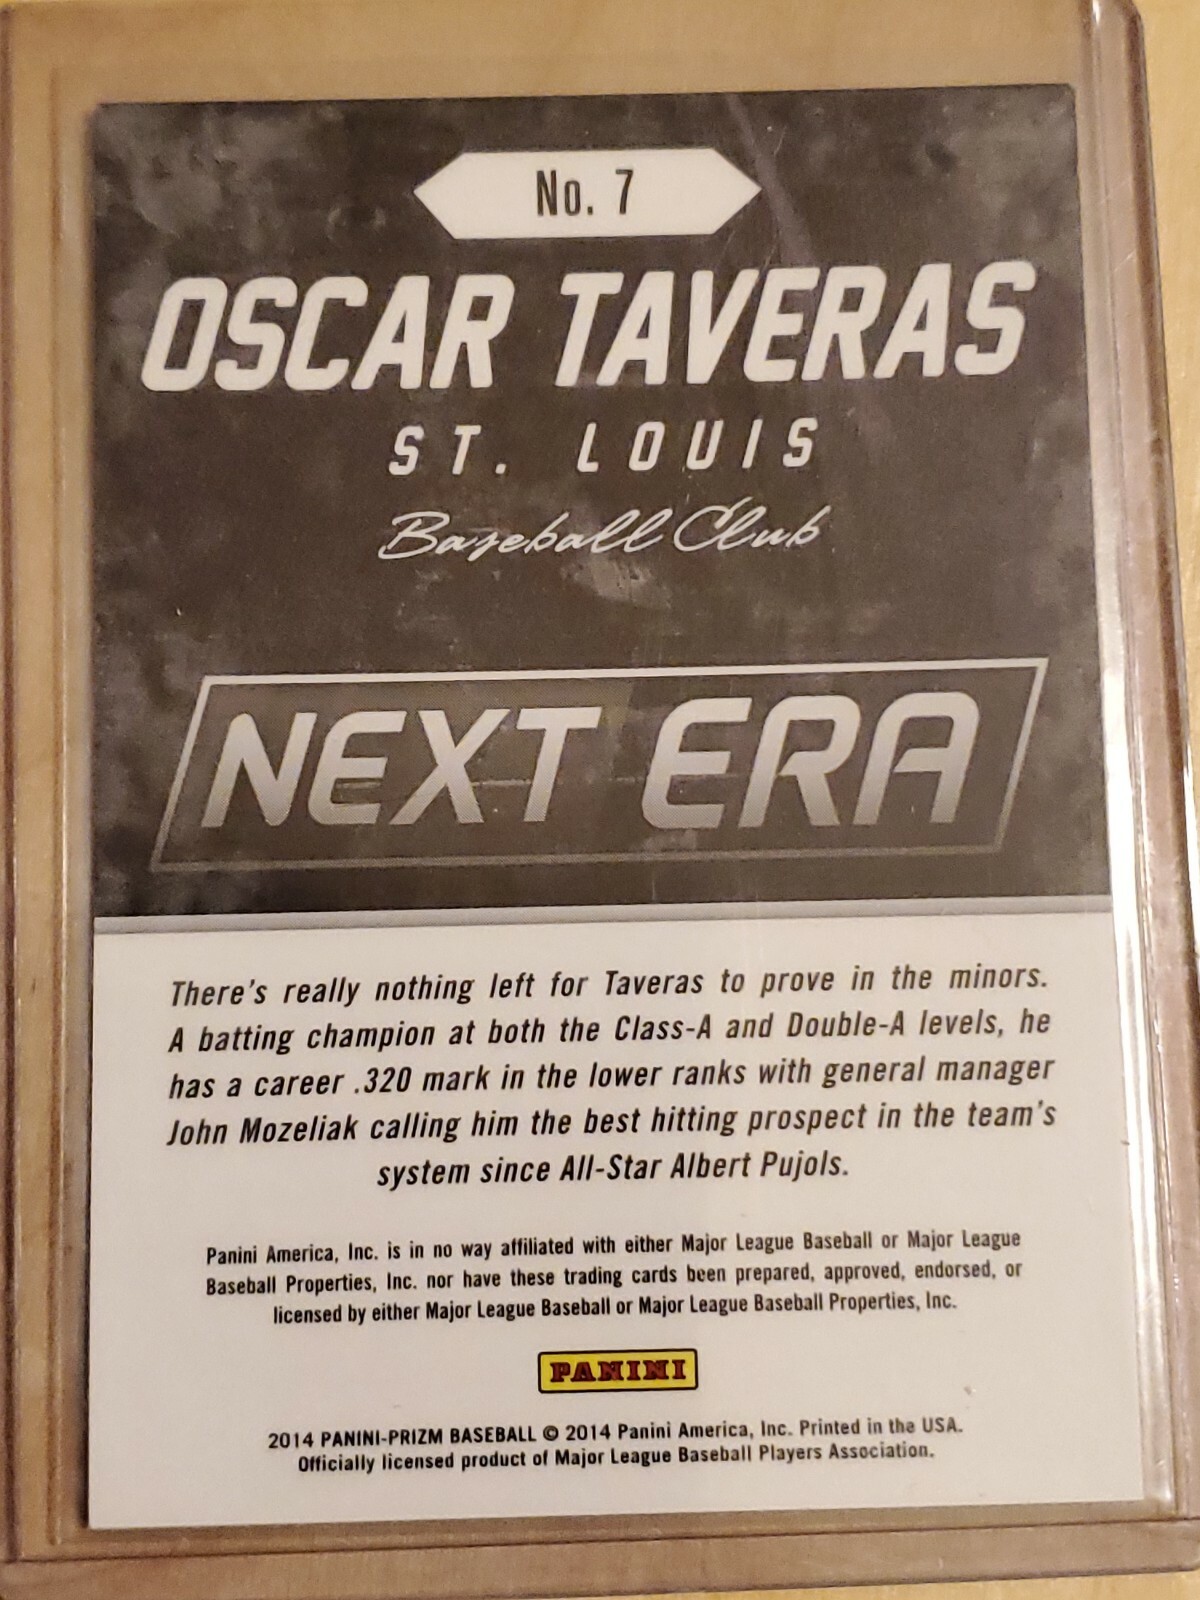 No. 7
OSCAR TAVERAS
ST. LOUIS
Baseball Club
NEXT ERA
There's really nothing left for Taveras to prove in the minors.
A batting champion at both the Class-A and Double-A levels, he
has a career .320 mark in the lower ranks with general manager
John Mozeliak calling him the best hitting prospect in the team's
system since All-Star Albert Pujols.
Panini America, Inc. is in no way affiliated with either Major League Baseball or Major League
Baseball Properties, Inc. nor have these trading cards been prepared, approved, endorsed, or
licensed by either Major League Baseball or Major League Baseball Properties, Inc.
PANINI
2014 PANINI-PRIZM BASEBALL © 2014 Panini America, Inc. Printed in the USA.
Officially licensed product of Major League Baseball Players Association.